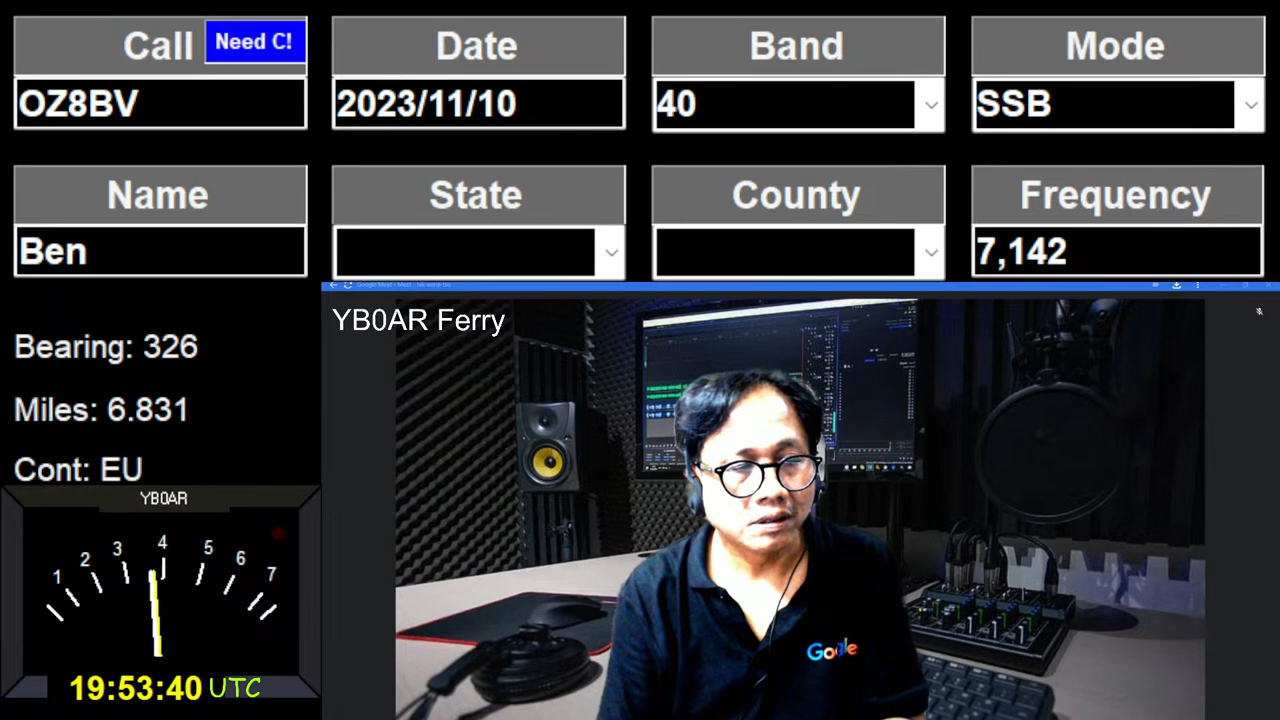 Call Need C!
Date
Band
Mode
OZ8BV
2023/11/10
40
SSB
Name
State
County
Frequency
Ben
7,142
YB0AR Ferry
Bearing: 326
Miles: 6.831
Cont: EU
YB0AR
1 2 3 4 5 6 7
Google
19:53:40 UTC